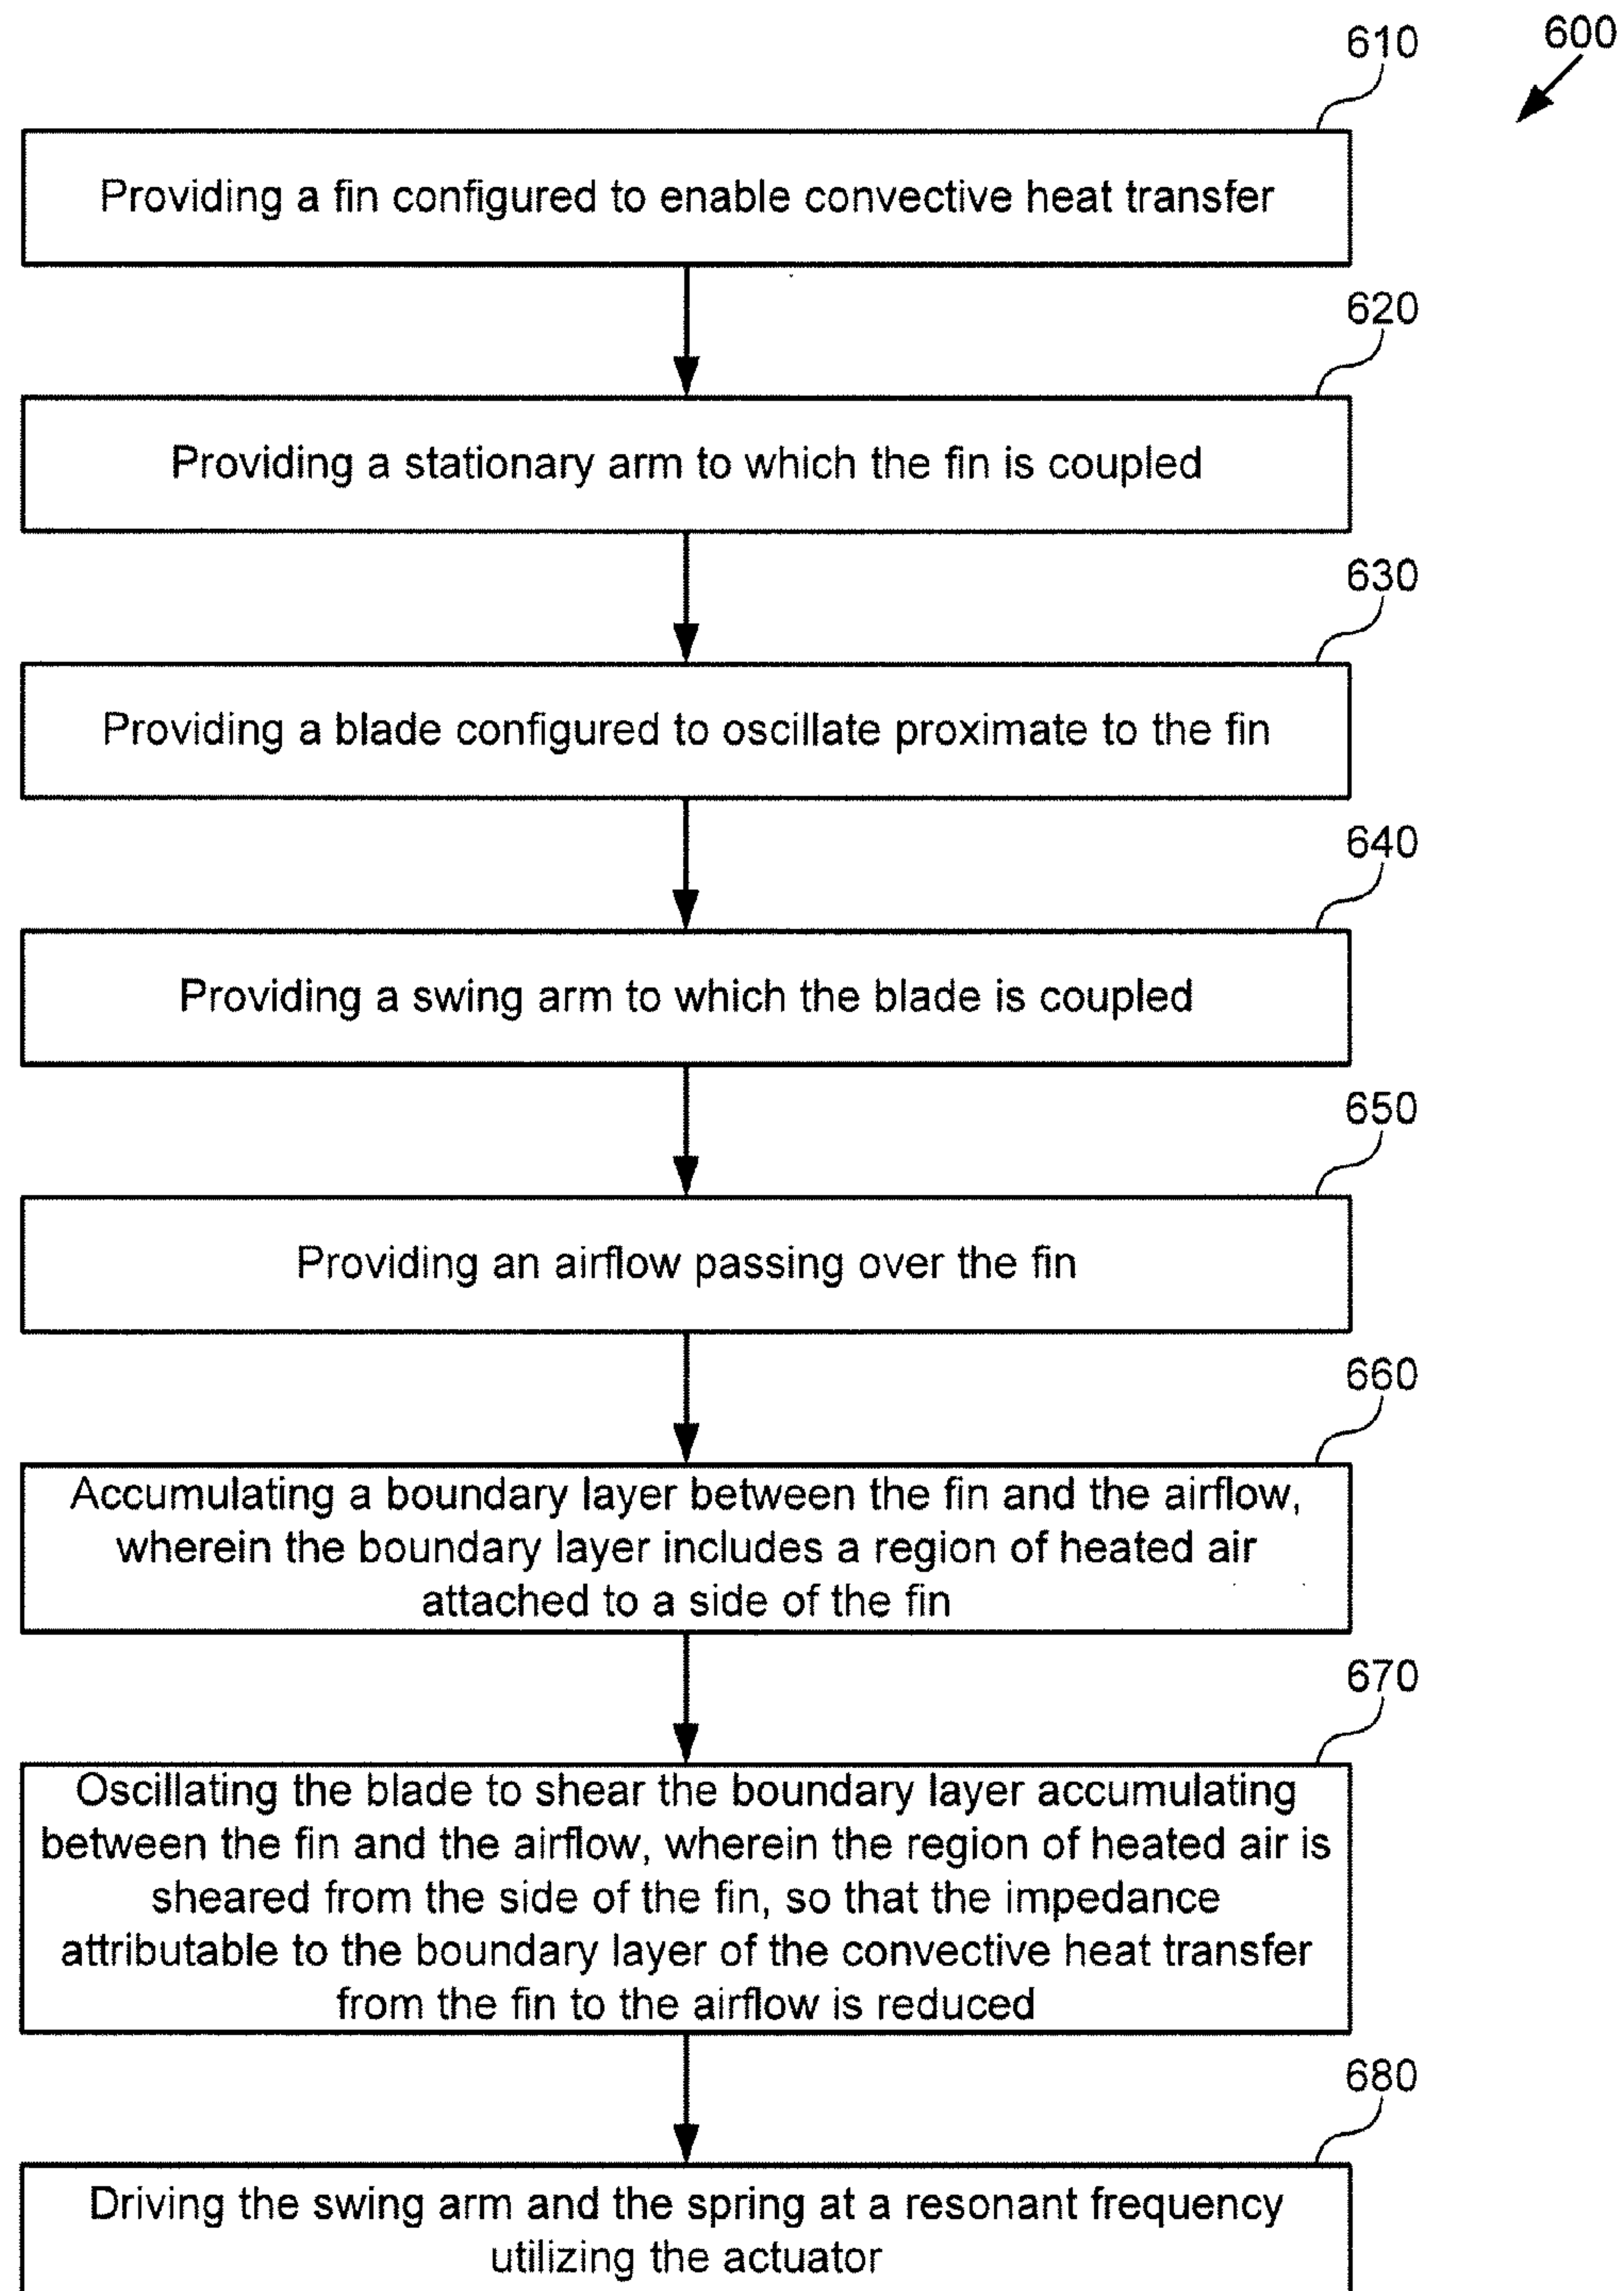 600
610
Providing a fin configured to enable convective heat transfer
620
Providing a stationary arm to which the fin is coupled
630
Providing a blade configured to oscillate proximate to the fin
640
Providing a swing arm to which the blade is coupled
650
Providing an airflow passing over the fin
660
Accumulating a boundary layer between the fin and the airflow,
wherein the boundary layer includes a region of heated air
attached to a side of the fin
670
Oscillating the blade to shear the boundary layer accumulating
between the fin and the airflow, wherein the region of heated air is
sheared from the side of the fin, so that the impedance
attributable to the boundary layer of the convective heat transfer
from the fin to the airflow is reduced
680
Driving the swing arm and the spring at a resonant frequency
utilizing the actuator